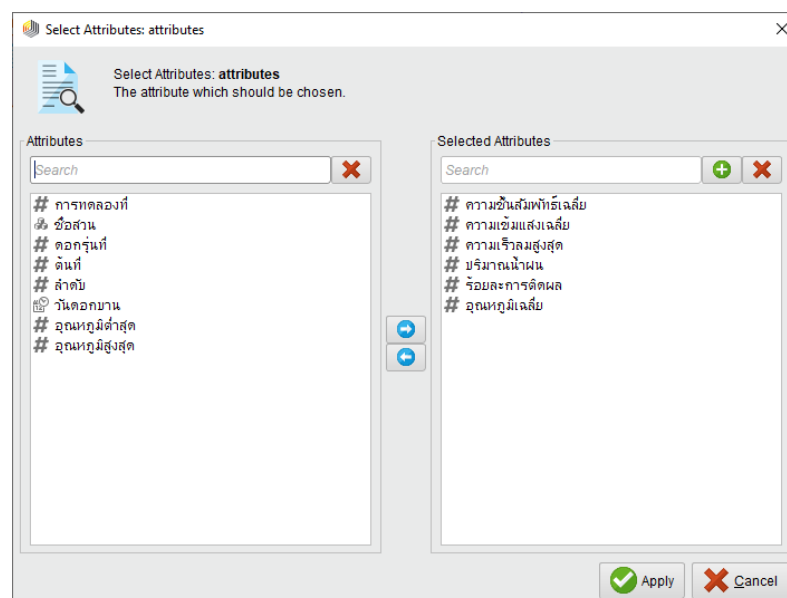 Select Attributes: attributes
Select Attributes: attributes
The attribute which should be chosen.
Attributes
Search
การทดลองที่
ชื่อสวน
ดอกรุ่นที่
ต้นที่
ลำดับ
วันดอกบาน
อุณหภูมิต่ำสุด
อุณหภูมิสูงสุด
Selected Attributes
Search
ความชื้นสัมพัทธ์เฉลี่ย
ความเข้มแสงเฉลี่ย
ความเร็วลมสูงสุด
ปริมาณน้ำฝน
ร้อยละการติดผล
อุณหภูมิเฉลี่ย
Apply
Cancel